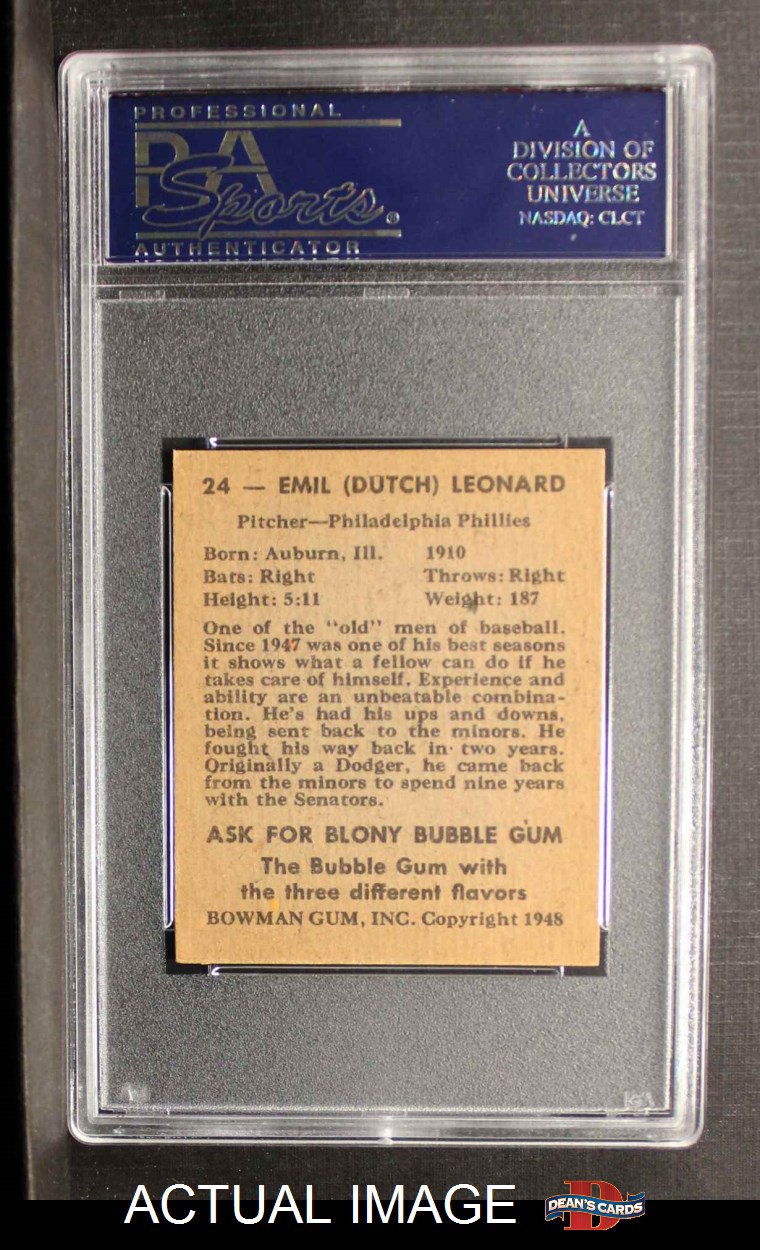 PROFESSIONAL
PSA
Sports®
AUTHENTICATOR
A
DIVISION OF
COLLECTORS
UNIVERSE
NASDAQ: CLCT
24 — EMIL (DUTCH) LEONARD
Pitcher—Philadelphia Phillies
Born: Auburn, Ill. 1910
Bats: Right Throws: Right
Height: 5:11 Weight: 187
One of the "old" men of baseball.
Since 1947 was one of his best seasons
it shows what a fellow can do if he
takes care of himself. Experience and
ability are an unbeatable combina-
tion. He's had his ups and downs,
being sent back to the minors. He
fought his way back in two years.
Originally a Dodger, he came back
from the minors to spend nine years
with the Senators.
ASK FOR BLONY BUBBLE GUM
The Bubble Gum with
the three different flavors
BOWMAN GUM, INC. Copyright 1948
ACTUAL IMAGE
DEAN'S CARDS